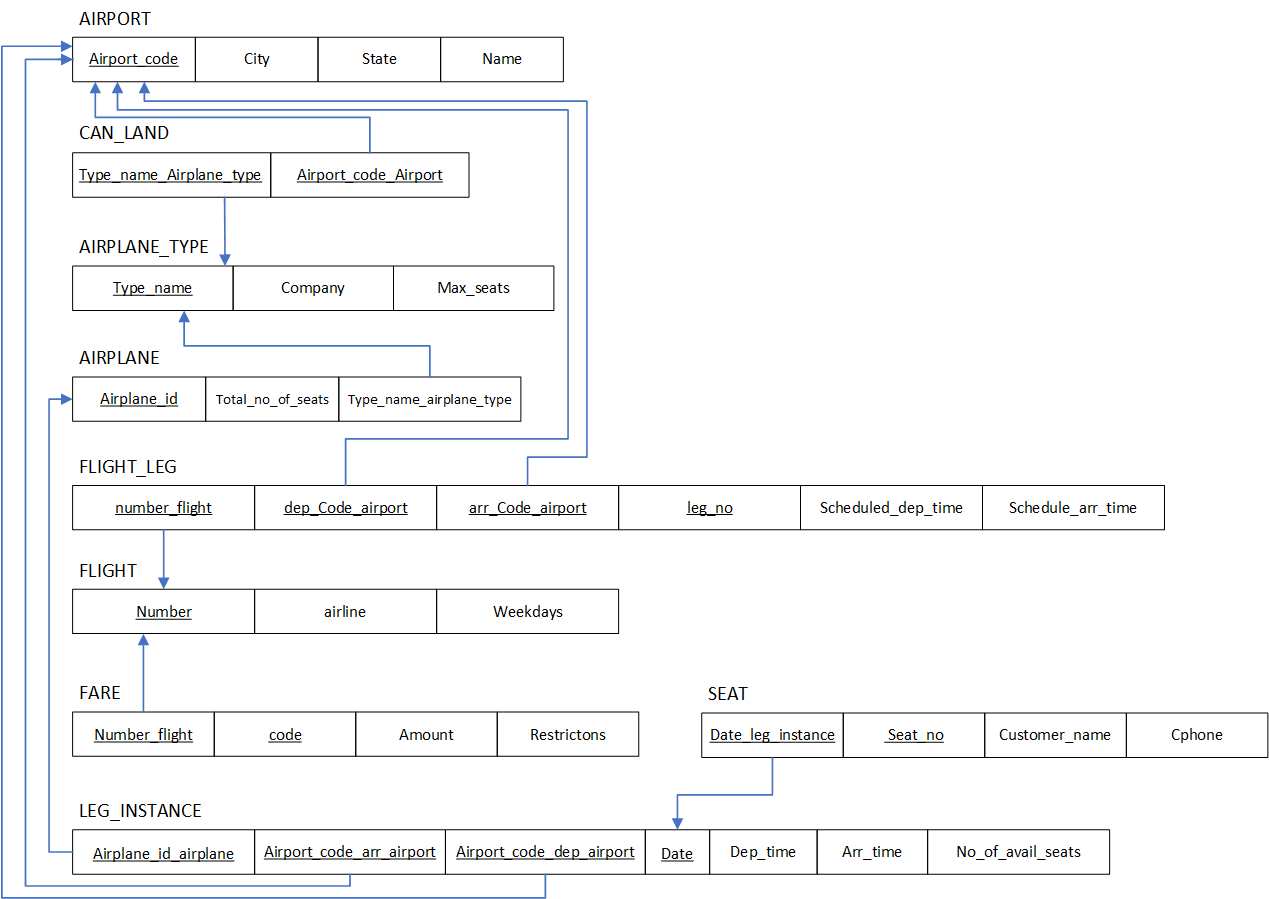 AIRPORT
Airport_code City State Name
CAN_LAND
Type_name_Airplane_type Airport_code_Airport
AIRPLANE_TYPE
Type_name Company Max_seats
AIRPLANE
Airplane_id Total_no_of_seats Type_name_airplane_type
FLIGHT_LEG
number_flight dep_Code_airport arr_Code_airport leg_no Scheduled_dep_time Schedule_arr_time
FLIGHT
Number airline Weekdays
FARE
Number_flight code Amount Restrictons
SEAT
Date_leg_instance Seat_no Customer_name Cphone
LEG_INSTANCE
Airplane_id_airplane Airport_code_arr_airport Airport_code_dep_airport Date Dep_time Arr_time No_of_avail_seats